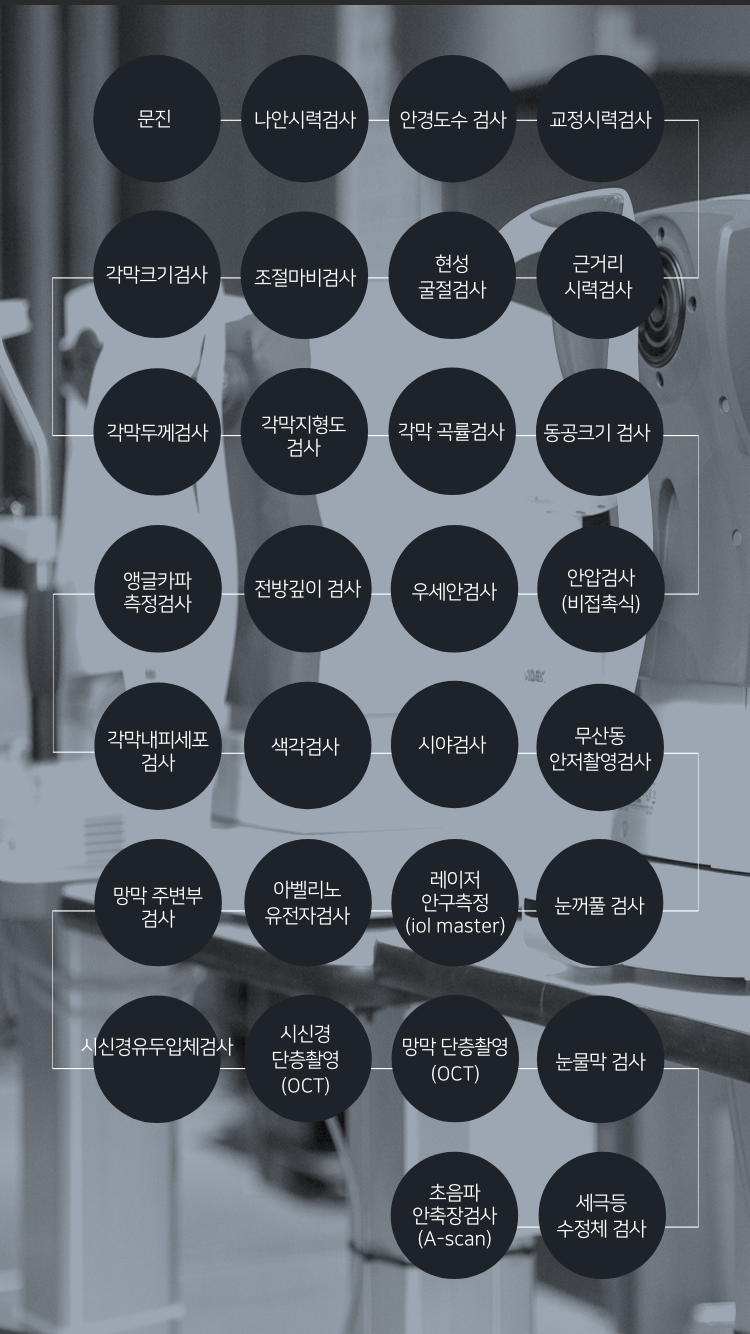 문진
나안시력검사
안경도수 검사
교정시력검사
각막크기검사
조절마비검사
현성
굴절검사
근거리
시력검사
각막두께검사
각막지형도
검사
각막 곡률검사
동공크기 검사
앵글카파
측정검사
전방깊이 검사
우세안검사
안압검사
(비접촉식)
각막내피세포
검사
색각검사
시야검사
무산동
안저촬영검사
망막 주변부
검사
아벨리노
유전자검사
레이저
안구측정
(iol master)
눈꺼풀 검사
시신경유두입체검사
시신경
단층촬영
(OCT)
망막 단층촬영
(OCT)
눈물막 검사
초음파
안축장검사
(A-scan)
세극등
수정체 검사